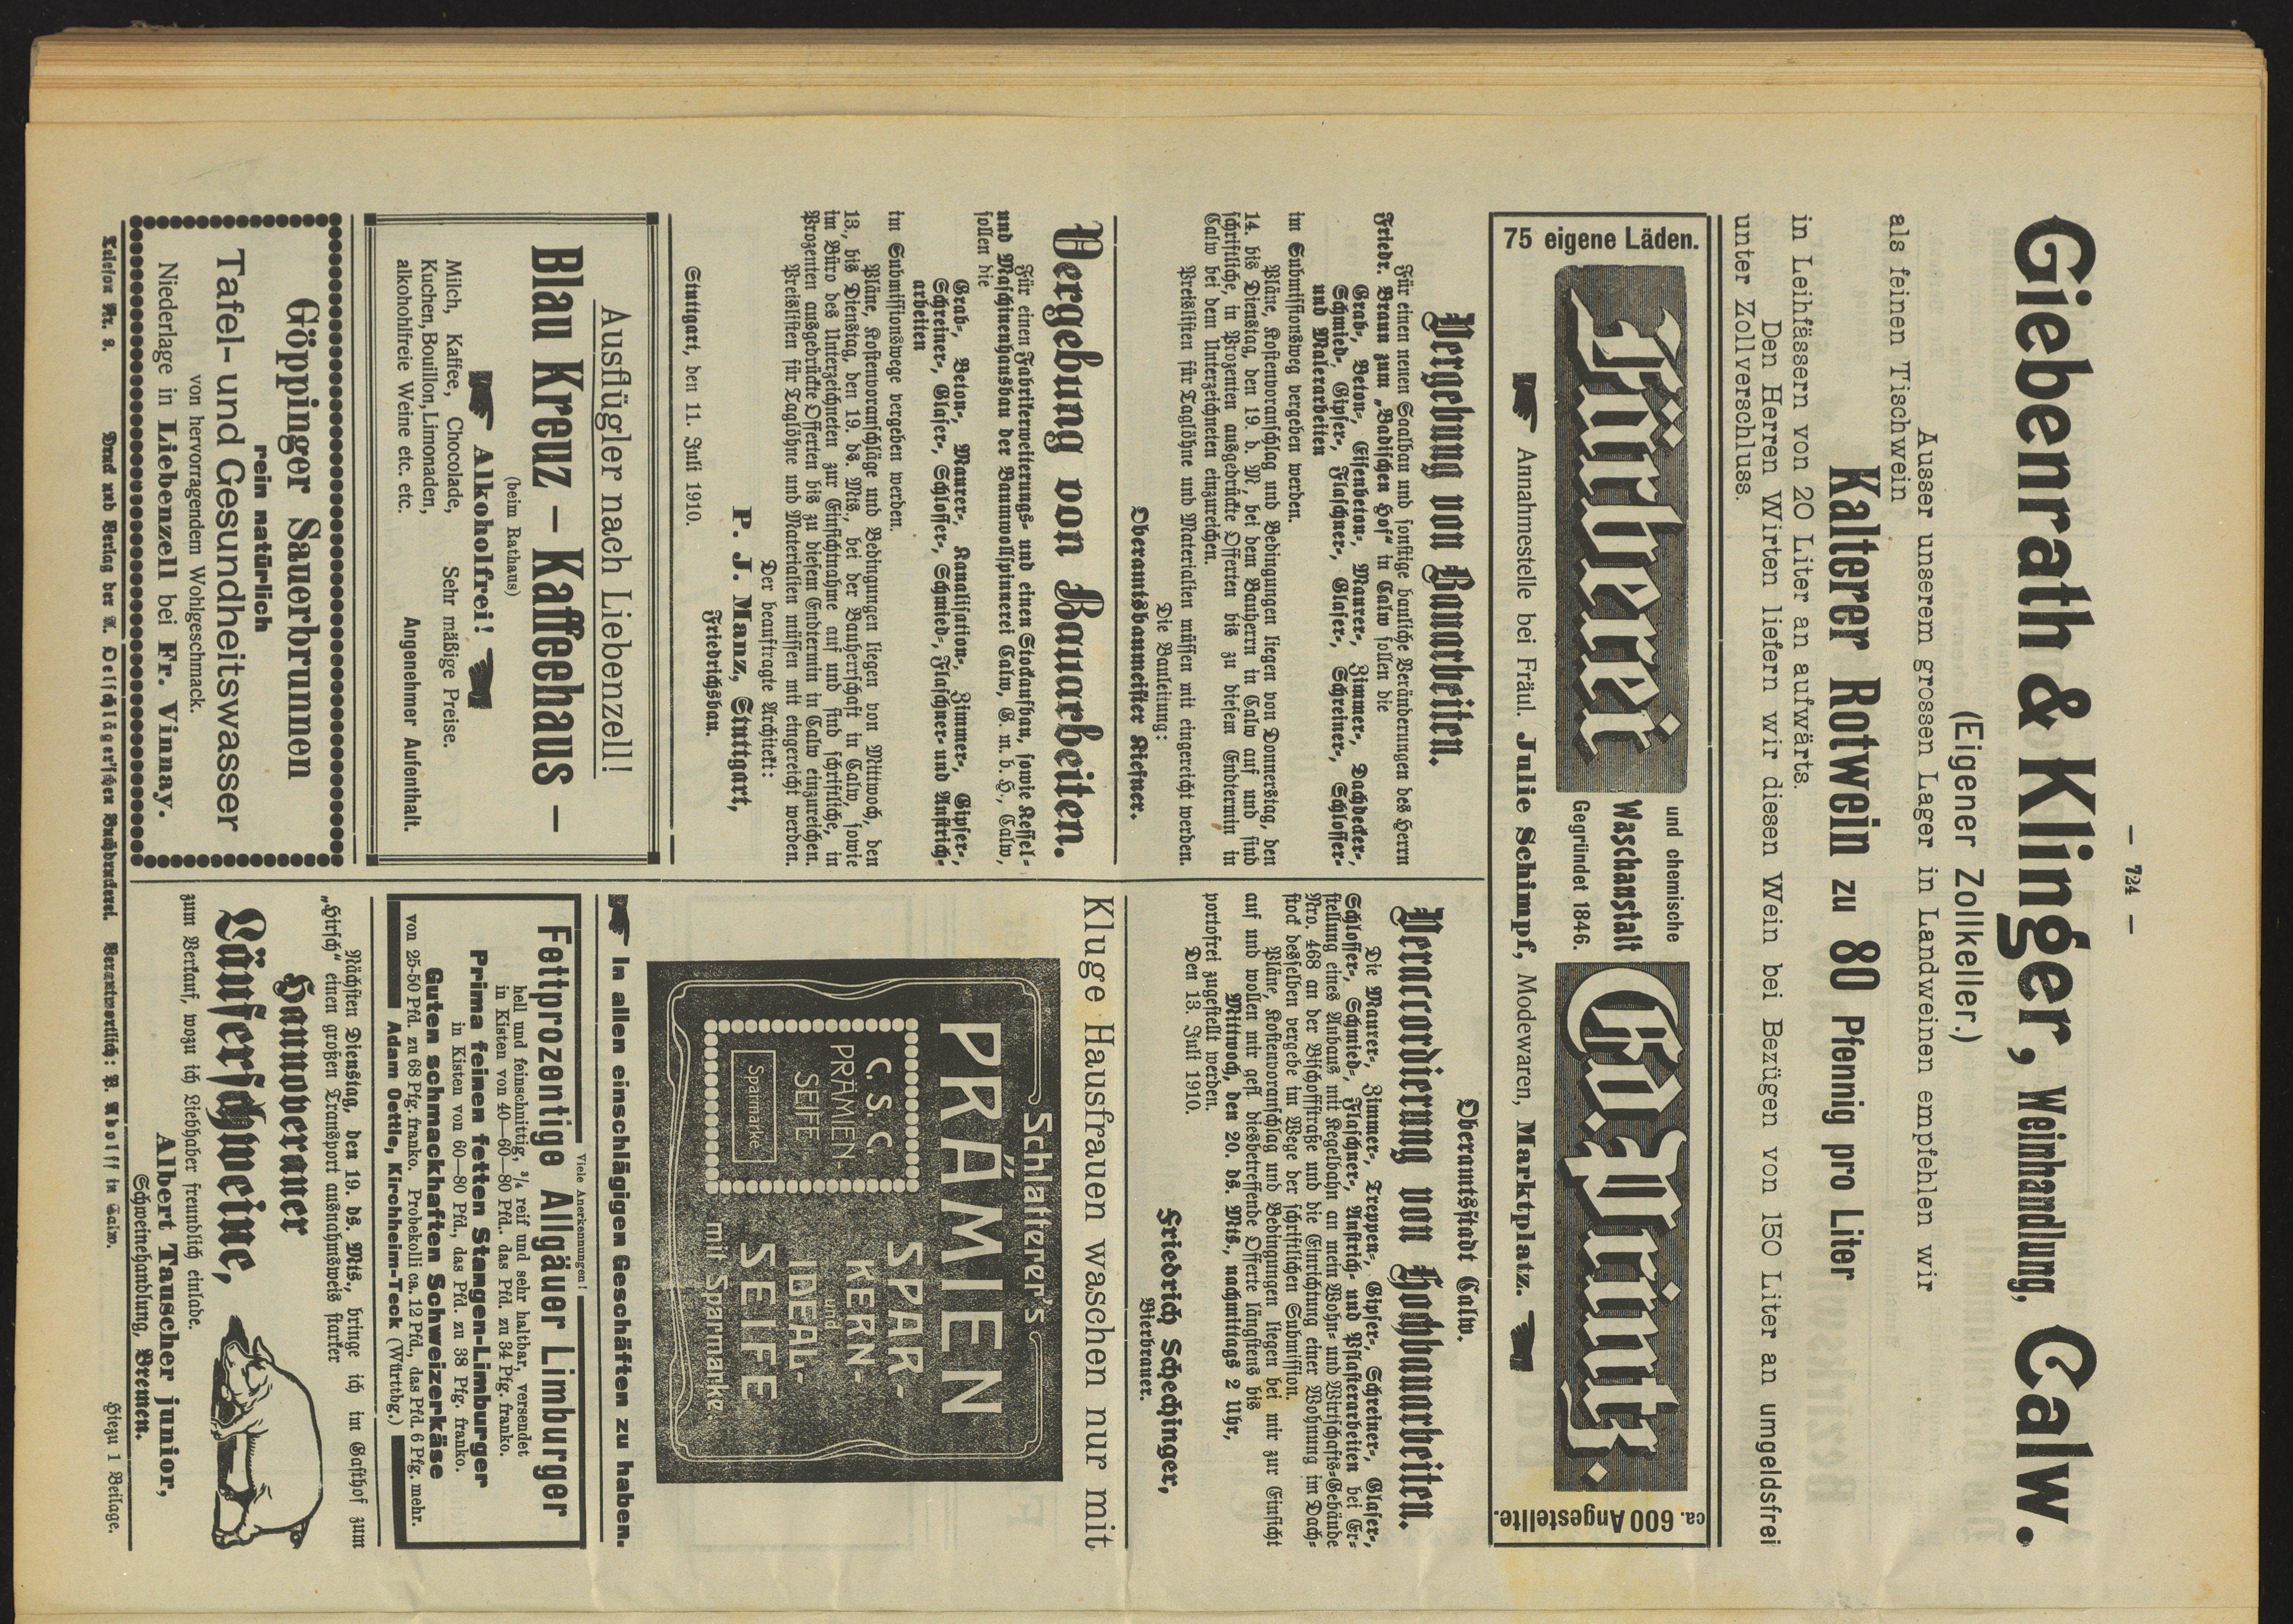 — 724 —
Giebenrath & Klinger, Weinhandlung, Calw.
(Eigener Zollkeller.)
Ausser unserem grossen Lager in Landweinen empfehlen wir
als feinen Tischwein
Kalterer Rotwein zu 80 Pfennig pro Liter
in Leihfässern von 20 Liter an aufwärts.
Den Herren Wirten liefern wir diesen Wein bei Bezügen von 150 Liter an umgeldsfrei
unter Zollverschluss.
75 eigene Läden.
Färberei
und chemische
Waschanstalt
Gegründet 1846.
Ed. Printz.
ca. 600 Angestellte.
Annahmestelle bei Fräul. Julie Schimpf, Modewaren, Marktplatz.
Vergebung von Bauarbeiten.
Für einen neuen Saalbau und sonstige bauliche Veränderungen des Herrn
Friedr. Braun zum „Badischen Hof“ in Calw sollen die
Grab-, Beton-, Eisenbeton-, Maurer-, Zimmer-, Dachdecker-,
Schmied-, Gipser-, Flaschner-, Glaser-, Schreiner-, Schlosser-
und Malerarbeiten
im Submissionsweg vergeben werden.
Pläne, Kostenvoranschlag und Bedingungen liegen von Donnerstag, den
14. bis Dienstag, den 19. d. M., bei dem Bauherrn in Calw auf und sind
schriftliche, in Prozenten ausgedrückte Offerten bis zu diesem Endtermin in
Calw bei dem Unterzeichneten einzureichen.
Preislisten für Taglöhne und Materialien müssen mit eingereicht werden.
Die Bauleitung:
Oberamtsbaumeister Kiefner.
Vergebung von Bauarbeiten.
Für einen Fabrikerweiterungs- und einen Stockaufbau, sowie Kessel-
und Maschinenhausbau der Baumwollspinnerei Calw, G. m. b. H., Calw,
sollen die
Grab-, Beton-, Maurer-, Kanalisation-, Zimmer-, Gipser-,
Schreiner-, Glaser-, Schlosser-, Schmied-, Flaschner- und Anstrich-
arbeiten
im Submissionswege vergeben werden.
Pläne, Kostenvoranschläge und Bedingungen liegen von Mittwoch, den
13., bis Dienstag, den 19. ds. Mts., bei der Bauherrschaft in Calw, sowie
im Büro des Unterzeichneten zur Einsichtnahme auf und sind schriftliche, in
Prozenten ausgedrückte Offerten bis zu diesem Endtermin in Calw einzureichen.
Preislisten für Taglöhne und Materialien müssen mit eingereicht werden.
Der beauftragte Architekt:
P. J. Manz, Stuttgart,
Friedrichsbau.
Stuttgart, den 11. Juli 1910.
Ausflügler nach Liebenzell!
Blau Kreuz – Kaffeehaus –
(beim Rathaus)
Alkoholfrei!
Milch, Kaffee, Chocolade,
Kuchen, Bouillon, Limonaden,
alkohohlfreie Weine etc. etc.
Sehr mäßige Preise.
Angenehmer Aufenthalt.
Göppinger Sauerbrunnen
rein natürlich
Tafel- und Gesundheitswasser
von hervorragendem Wohlgeschmack.
Niederlage in Liebenzell bei Fr. Vinnay.
Oberamtsstadt Calw.
Veraccordierung von Hochbauarbeiten.
Die Maurer-, Zimmer-, Treppen-, Gipser-, Schreiner-, Glaser-,
Schlosser-, Schmied-, Flaschner-, Anstrich- und Pflasterarbeiten bei Er-
stellung eines Anbaus mit Kegelbahn an mein Wohn- und Wirtschafts-Gebäude
Nro. 468 an der Bischoffstraße und die Einrichtung einer Wohnung im Dach-
stock desselben vergebe im Wege der schriftlichen Submission.
Pläne, Kostenvoranschlag und Bedingungen liegen bei mir zur Einsicht
auf und wollen mir gefl. diesbetreffende Offerte längstens bis
Mittwoch, den 20. ds. Mts., nachmittags 2 Uhr,
portofrei zugestellt werden.
Den 13. Juli 1910.
Friedrich Schechinger,
Bierbrauer.
Kluge Hausfrauen waschen nur mit
Schlaferer's
PRÄMIEN
C. S. C.
PRÄMIEN-
SEIFE
Sparmarke
SPAR-
KERN-
und
IDEAL-
SEIFE
mit Sparmarke.
In allen einschlägigen Geschäften zu haben.
Viele Anerkennungen!
Fettprozentige Allgäuer Limburger
hell und feinschnittig, ³/₄ reif und sehr haltbar, versendet
in Kisten von 40—60—80 Pfd. das Pfd. zu 34 Pfg. franko.
Prima feinen fetten Stangen-Limburger
in Kisten von 60—80 Pfd., das Pfd. zu 38 Pfg. franko.
Guten schmackhaften Schweizerkäse
von 25-50 Pfd. zu 68 Pfg. franko. Probekolli ca. 12 Pfd., das Pfd. 6 Pfg. mehr.
Adam Oettle, Kirchheim-Teck (Württbg.)
Nächsten Dienstag, den 19. ds. Mts., bringe ich im Gasthof zum
„Hirsch“ einen großen Transport ausnahmsweis starker
Hannoveraner
Läuferschweine,
zum Verkauf, wozu ich Liebhaber freundlich einlade.
Albert Tauscher junior,
Schweinehandlung, Bremen.
Telefon Nr. 9. Druck und Verlag der A. Oelschläger'schen Buchdruckerei. Verantwortlich: P. Adolff in Calw. Hiezu 1 Beilage.